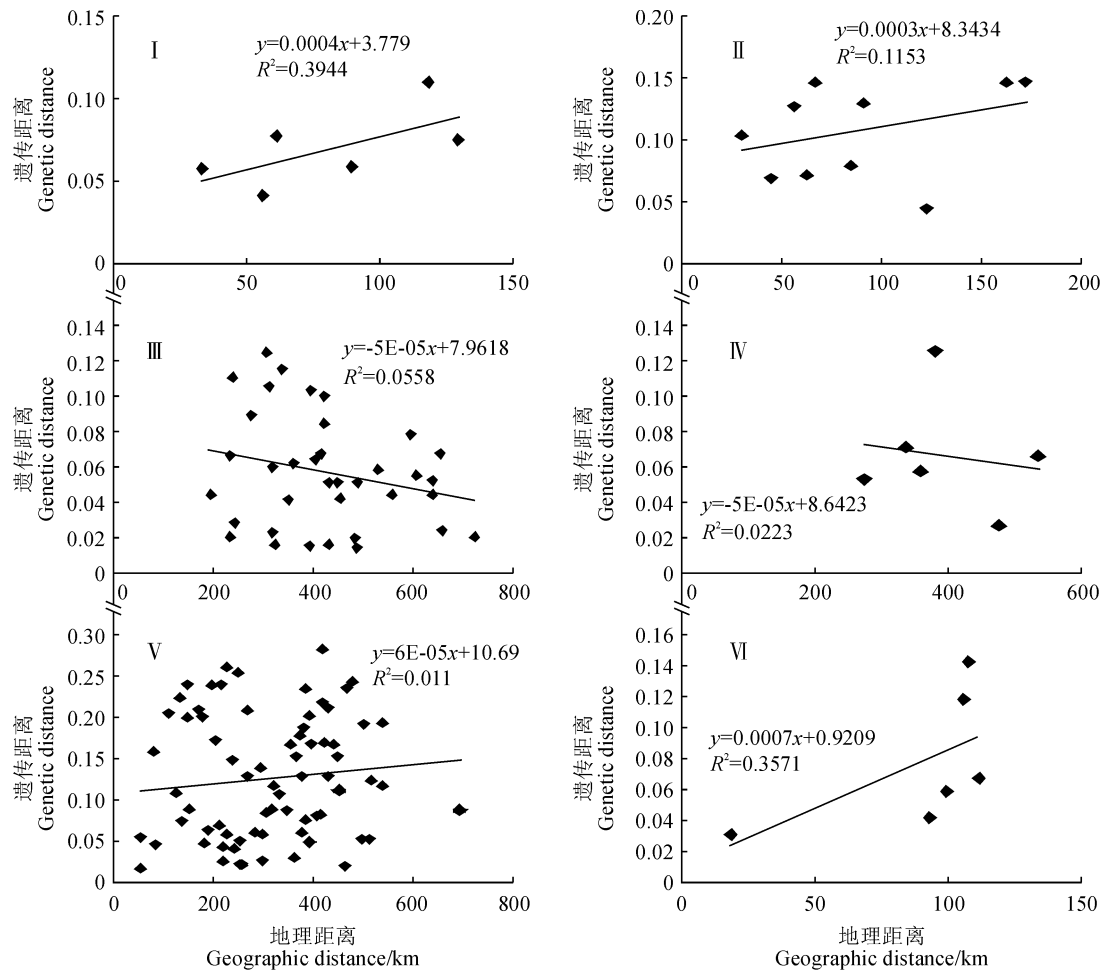 Ⅰ
y=0.0004x+3.779
R²=0.3944
0.15
0.10
0.05
0
遗传距离
Genetic distance
0
50
100
150
Ⅱ
y=0.0003x+8.3434
R²=0.1153
0.20
0.15
0.10
0.05
0
遗传距离
Genetic distance
0
50
100
150
200
Ⅲ
y=-5E-05x+7.9618
R²=0.0558
0.14
0.12
0.10
0.08
0.06
0.04
0.02
0
遗传距离
Genetic distance
200
400
600
800
Ⅳ
y=-5E-05x+8.6423
R²=0.0223
0.14
0.12
0.10
0.08
0.06
0.04
0.02
0
遗传距离
Genetic distance
200
400
600
Ⅴ
y=6E-05x+10.69
R²=0.011
0.30
0.25
0.20
0.15
0.10
0.05
0
遗传距离
Genetic distance
0
200
400
600
800
地理距离
Geographic distance/km
Ⅵ
y=0.0007x+0.9209
R²=0.3571
0.16
0.14
0.12
0.10
0.08
0.06
0.04
0.02
0
遗传距离
Genetic distance
0
50
100
150
地理距离
Geographic distance/km